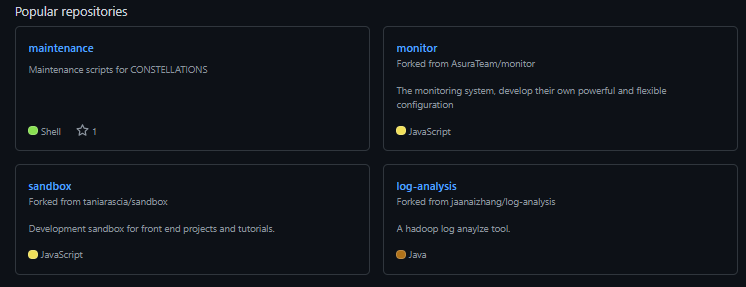 Popular repositories
maintenance
Maintenance scripts for CONSTELLATIONS
Shell 1
monitor
Forked from AsuraTeam/monitor
The monitoring system, develop their own powerful and flexible
configuration
JavaScript
sandbox
Forked from taniarascia/sandbox
Development sandbox for front end projects and tutorials.
JavaScript
log-analysis
Forked from jaanaizhang/log-analysis
A hadoop log anaylze tool.
Java